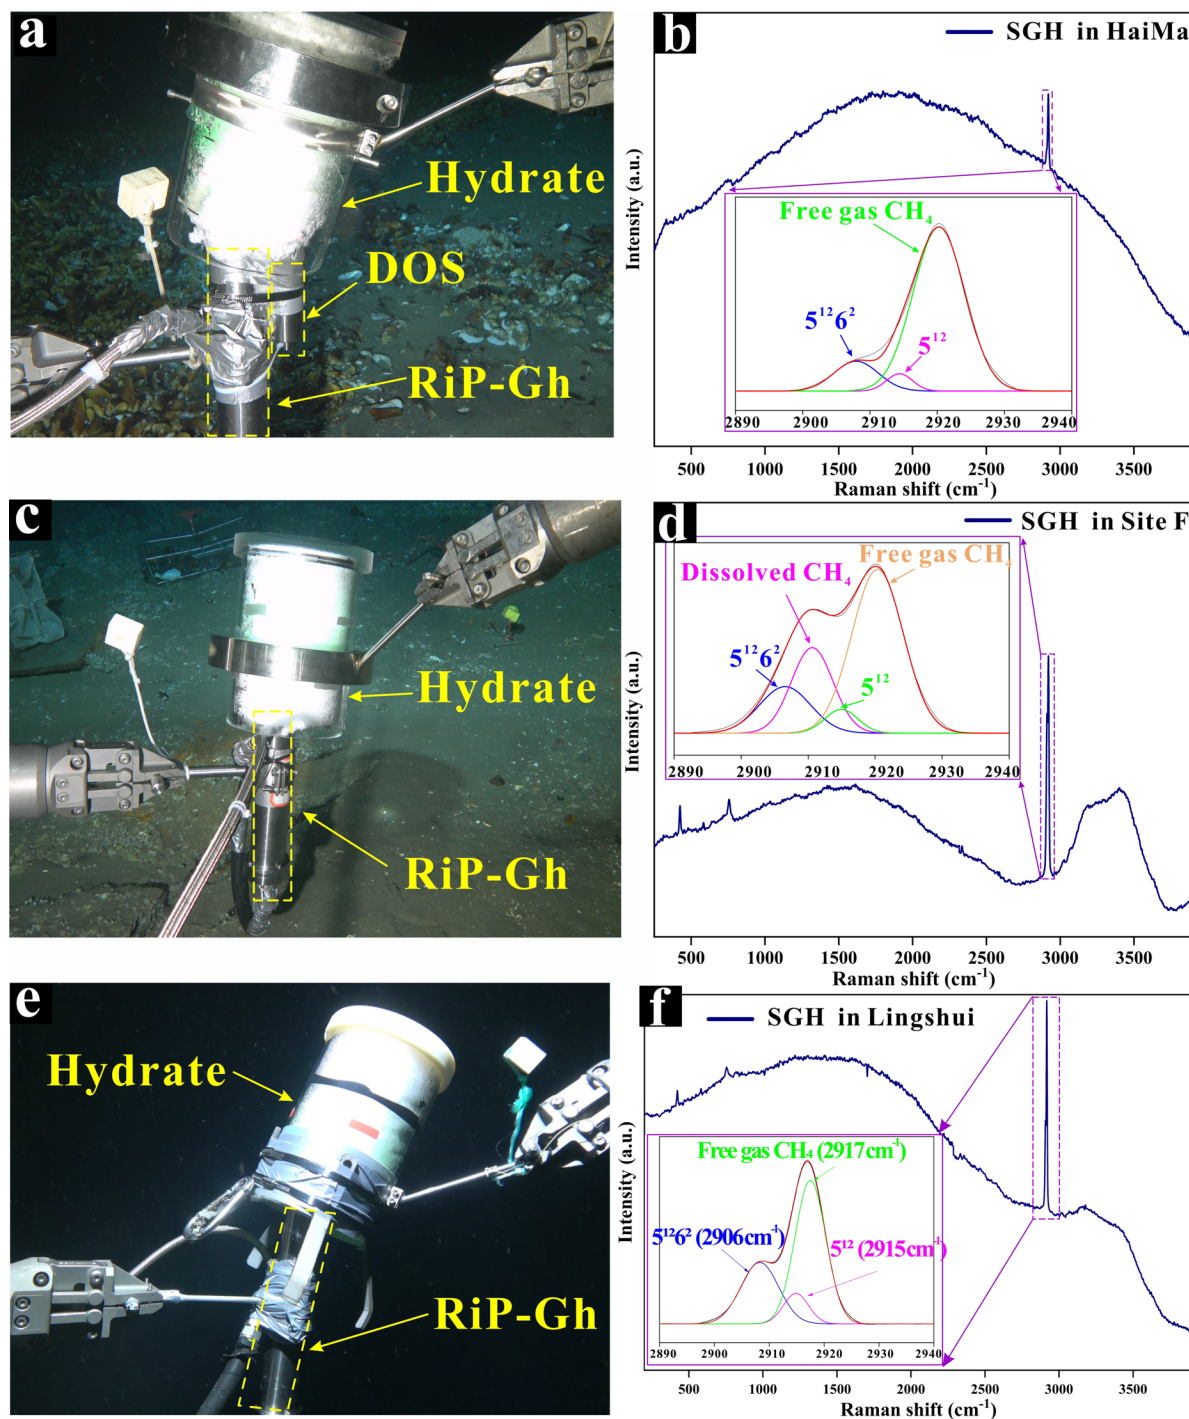 a
Hydrate
DOS
RiP-Gh
b
SGH in HaiMa
Intensity (a.u.)
Free gas CH₄
5¹²6²
5¹²
2890 2900 2910 2920 2930 2940
500 1000 1500 2000 2500 3000 3500
Raman shift (cm⁻¹)
c
Hydrate
RiP-Gh
d
SGH in Site F
Intensity (a.u.)
Free gas CH₄
Dissolved CH₄
5¹²6²
5¹²
2890 2900 2910 2920 2930 2940
500 1000 1500 2000 2500 3000 3500
Raman shift (cm⁻¹)
e
Hydrate
RiP-Gh
f
SGH in Lingshui
Intensity (a.u.)
Free gas CH₄ (2917cm⁻¹)
5¹²6² (2906cm⁻¹)
5¹² (2915cm⁻¹)
2890 2900 2910 2920 2930 2940
500 1000 1500 2000 2500 3000 3500
Raman shift (cm⁻¹)